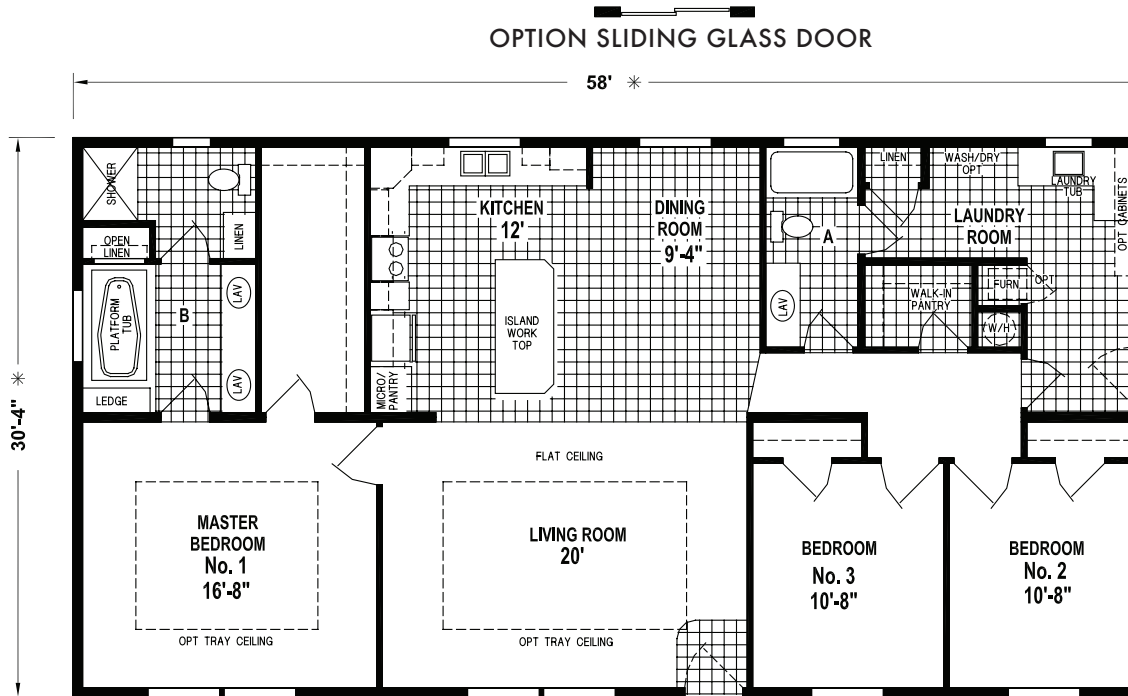 OPTION SLIDING GLASS DOOR
58' ✳
30'-4" ✳
SHOWER
OPEN
LINEN
LINEN
PLATFORM
TUB
B
LAV
LAV
LEDGE
KITCHEN
12'
DINING
ROOM
9'-4"
ISLAND
WORK
TOP
MICRO/
PANTRY
A
LAV
LINEN
WASH/DRY
OPT
LAUNDRY
TUB
OPT CABINETS
LAUNDRY
ROOM
WALK-IN
PANTRY
FURN
OPT
W/H
MASTER
BEDROOM
No. 1
16'-8"
OPT TRAY CEILING
FLAT CEILING
LIVING ROOM
20'
OPT TRAY CEILING
BEDROOM
No. 3
10'-8"
BEDROOM
No. 2
10'-8"